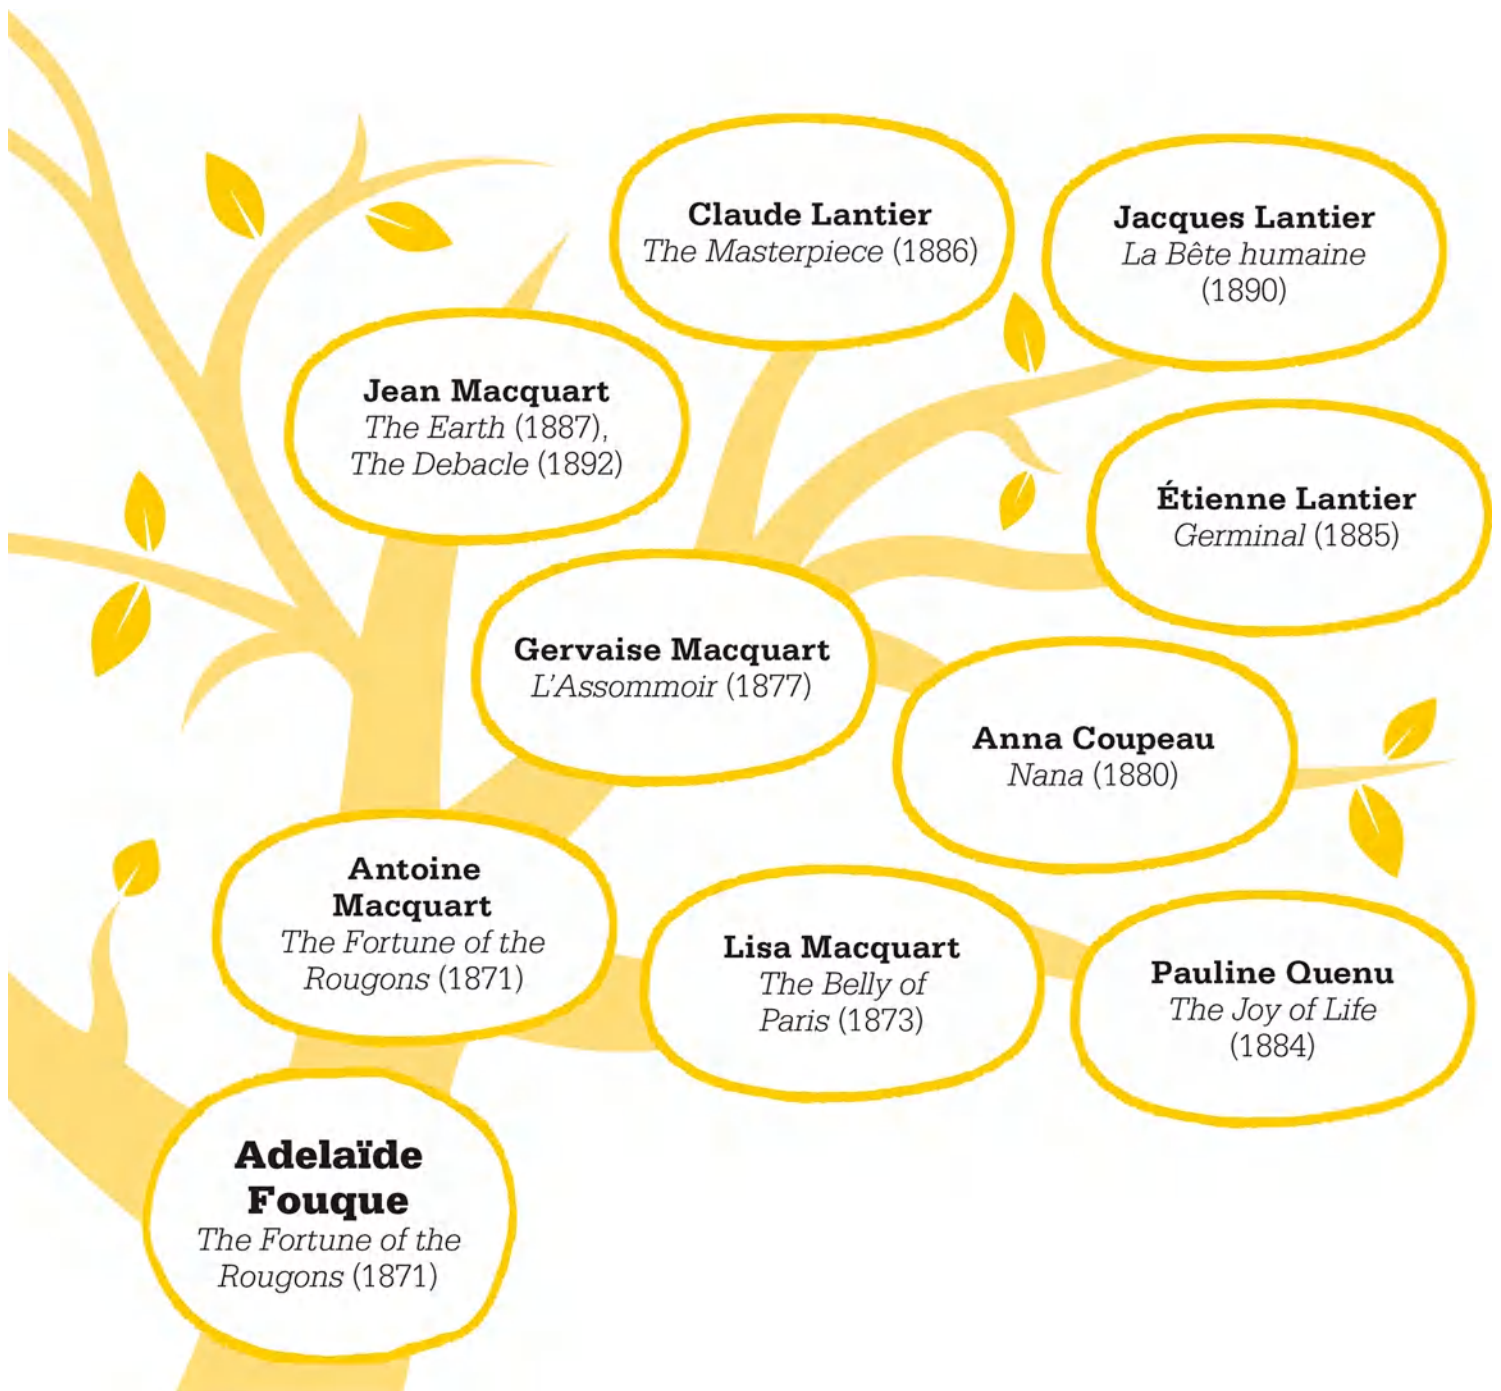 Claude Lantier
The Masterpiece (1886)
Jacques Lantier
La Bête humaine
(1890)
Jean Macquart
The Earth (1887),
The Debacle (1892)
Étienne Lantier
Germinal (1885)
Gervaise Macquart
L'Assommoir (1877)
Anna Coupeau
Nana (1880)
Antoine
Macquart
The Fortune of the
Rougons (1871)
Lisa Macquart
The Belly of
Paris (1873)
Pauline Quenu
The Joy of Life
(1884)
Adelaïde
Fouque
The Fortune of the
Rougons (1871)